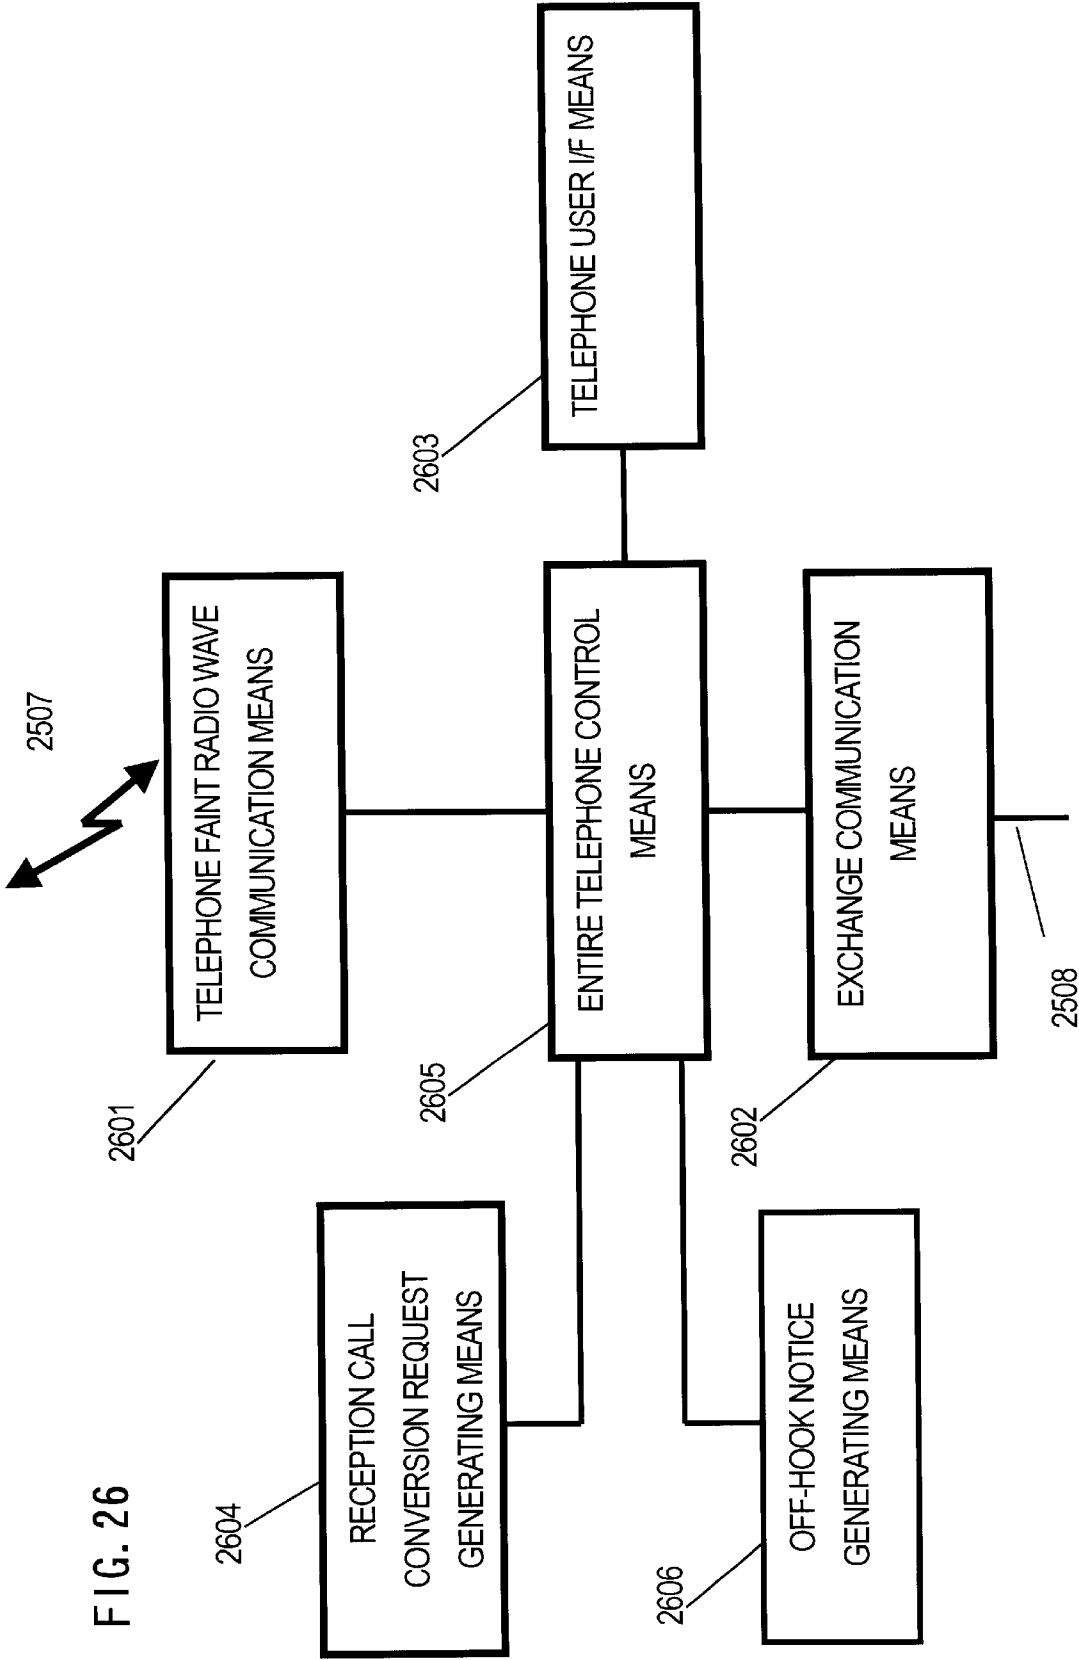 FIG. 26
2507
2601
TELEPHONE FAINT RADIO WAVE
COMMUNICATION MEANS
2604
RECEPTION CALL
CONVERSION REQUEST
GENERATING MEANS
2605
ENTIRE TELEPHONE CONTROL
MEANS
2603
TELEPHONE USER I/F MEANS
2606
OFF-HOOK NOTICE
GENERATING MEANS
2602
EXCHANGE COMMUNICATION
MEANS
2508